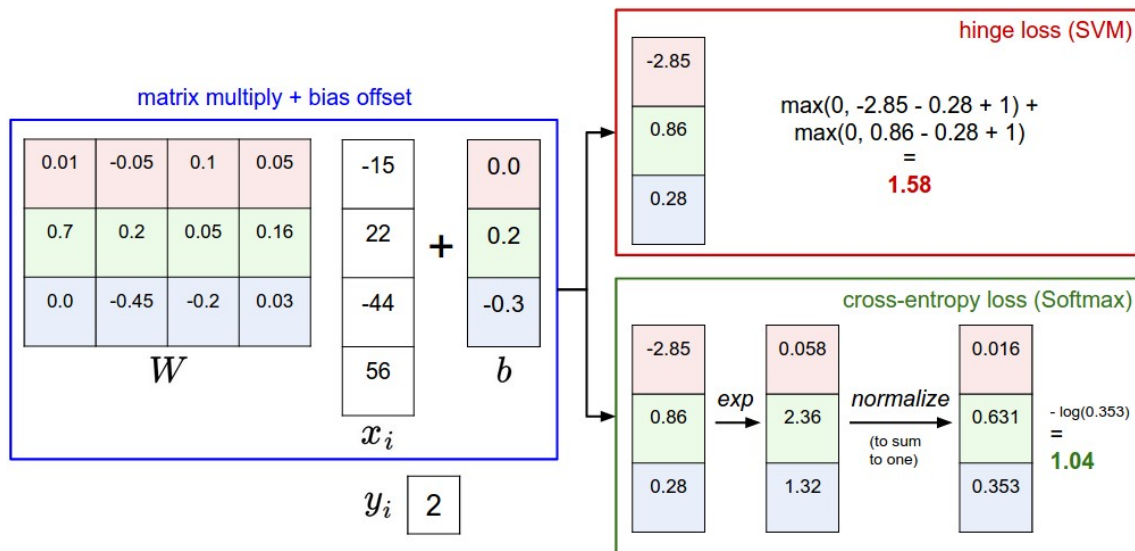 matrix multiply + bias offset
0.01 -0.05 0.1 0.05
0.7 0.2 0.05 0.16
0.0 -0.45 -0.2 0.03
W
-15
22
-44
56
x_i
+
0.0
0.2
-0.3
b
y_i 2
hinge loss (SVM)
-2.85
0.86
0.28
max(0, -2.85 - 0.28 + 1) +
max(0, 0.86 - 0.28 + 1)
=
1.58
cross-entropy loss (Softmax)
-2.85
0.86
0.28
exp
0.058
2.36
1.32
normalize
(to sum
to one)
0.016
0.631
0.353
- log(0.353)
=
1.04